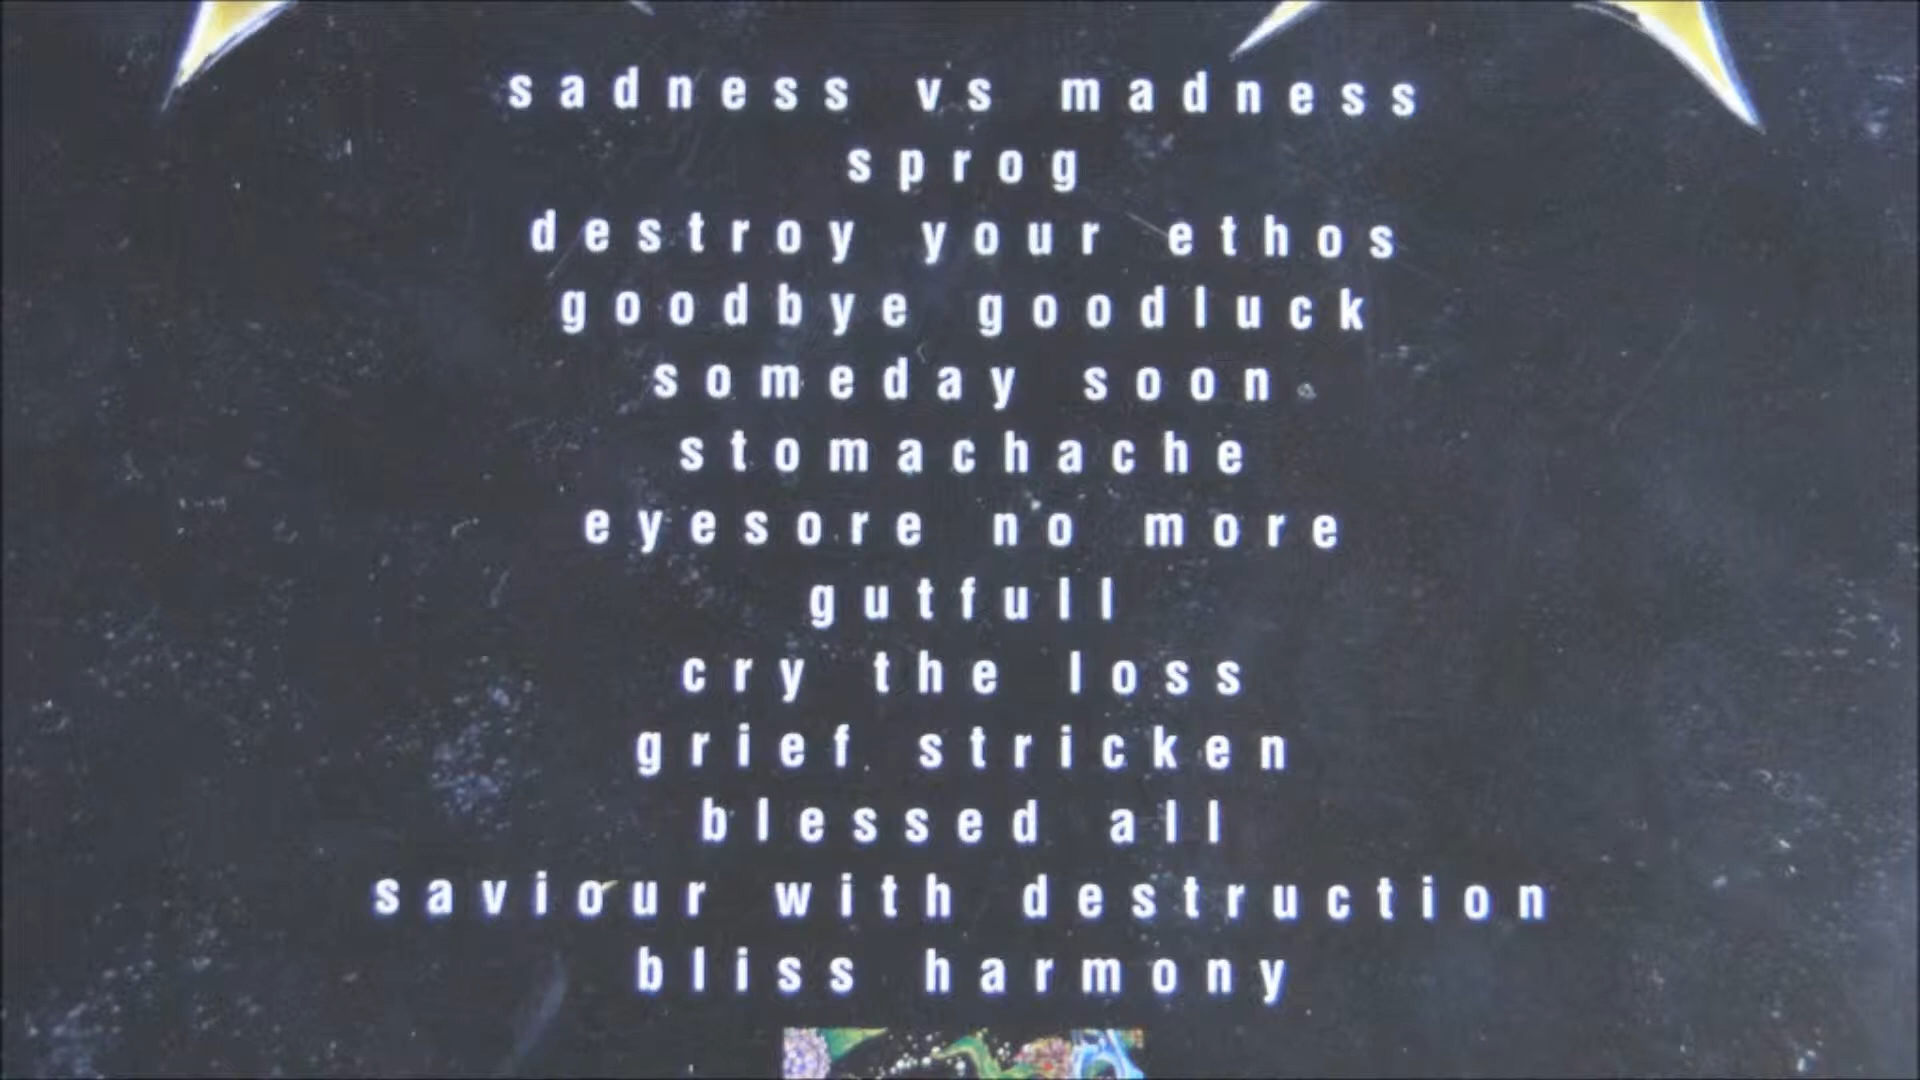 sadness vs madness
sprog
destroy your ethos
goodbye goodluck
someday soon
stomachache
eyesore no more
gutfull
cry the loss
grief stricken
blessed all
saviour with destruction
bliss harmony